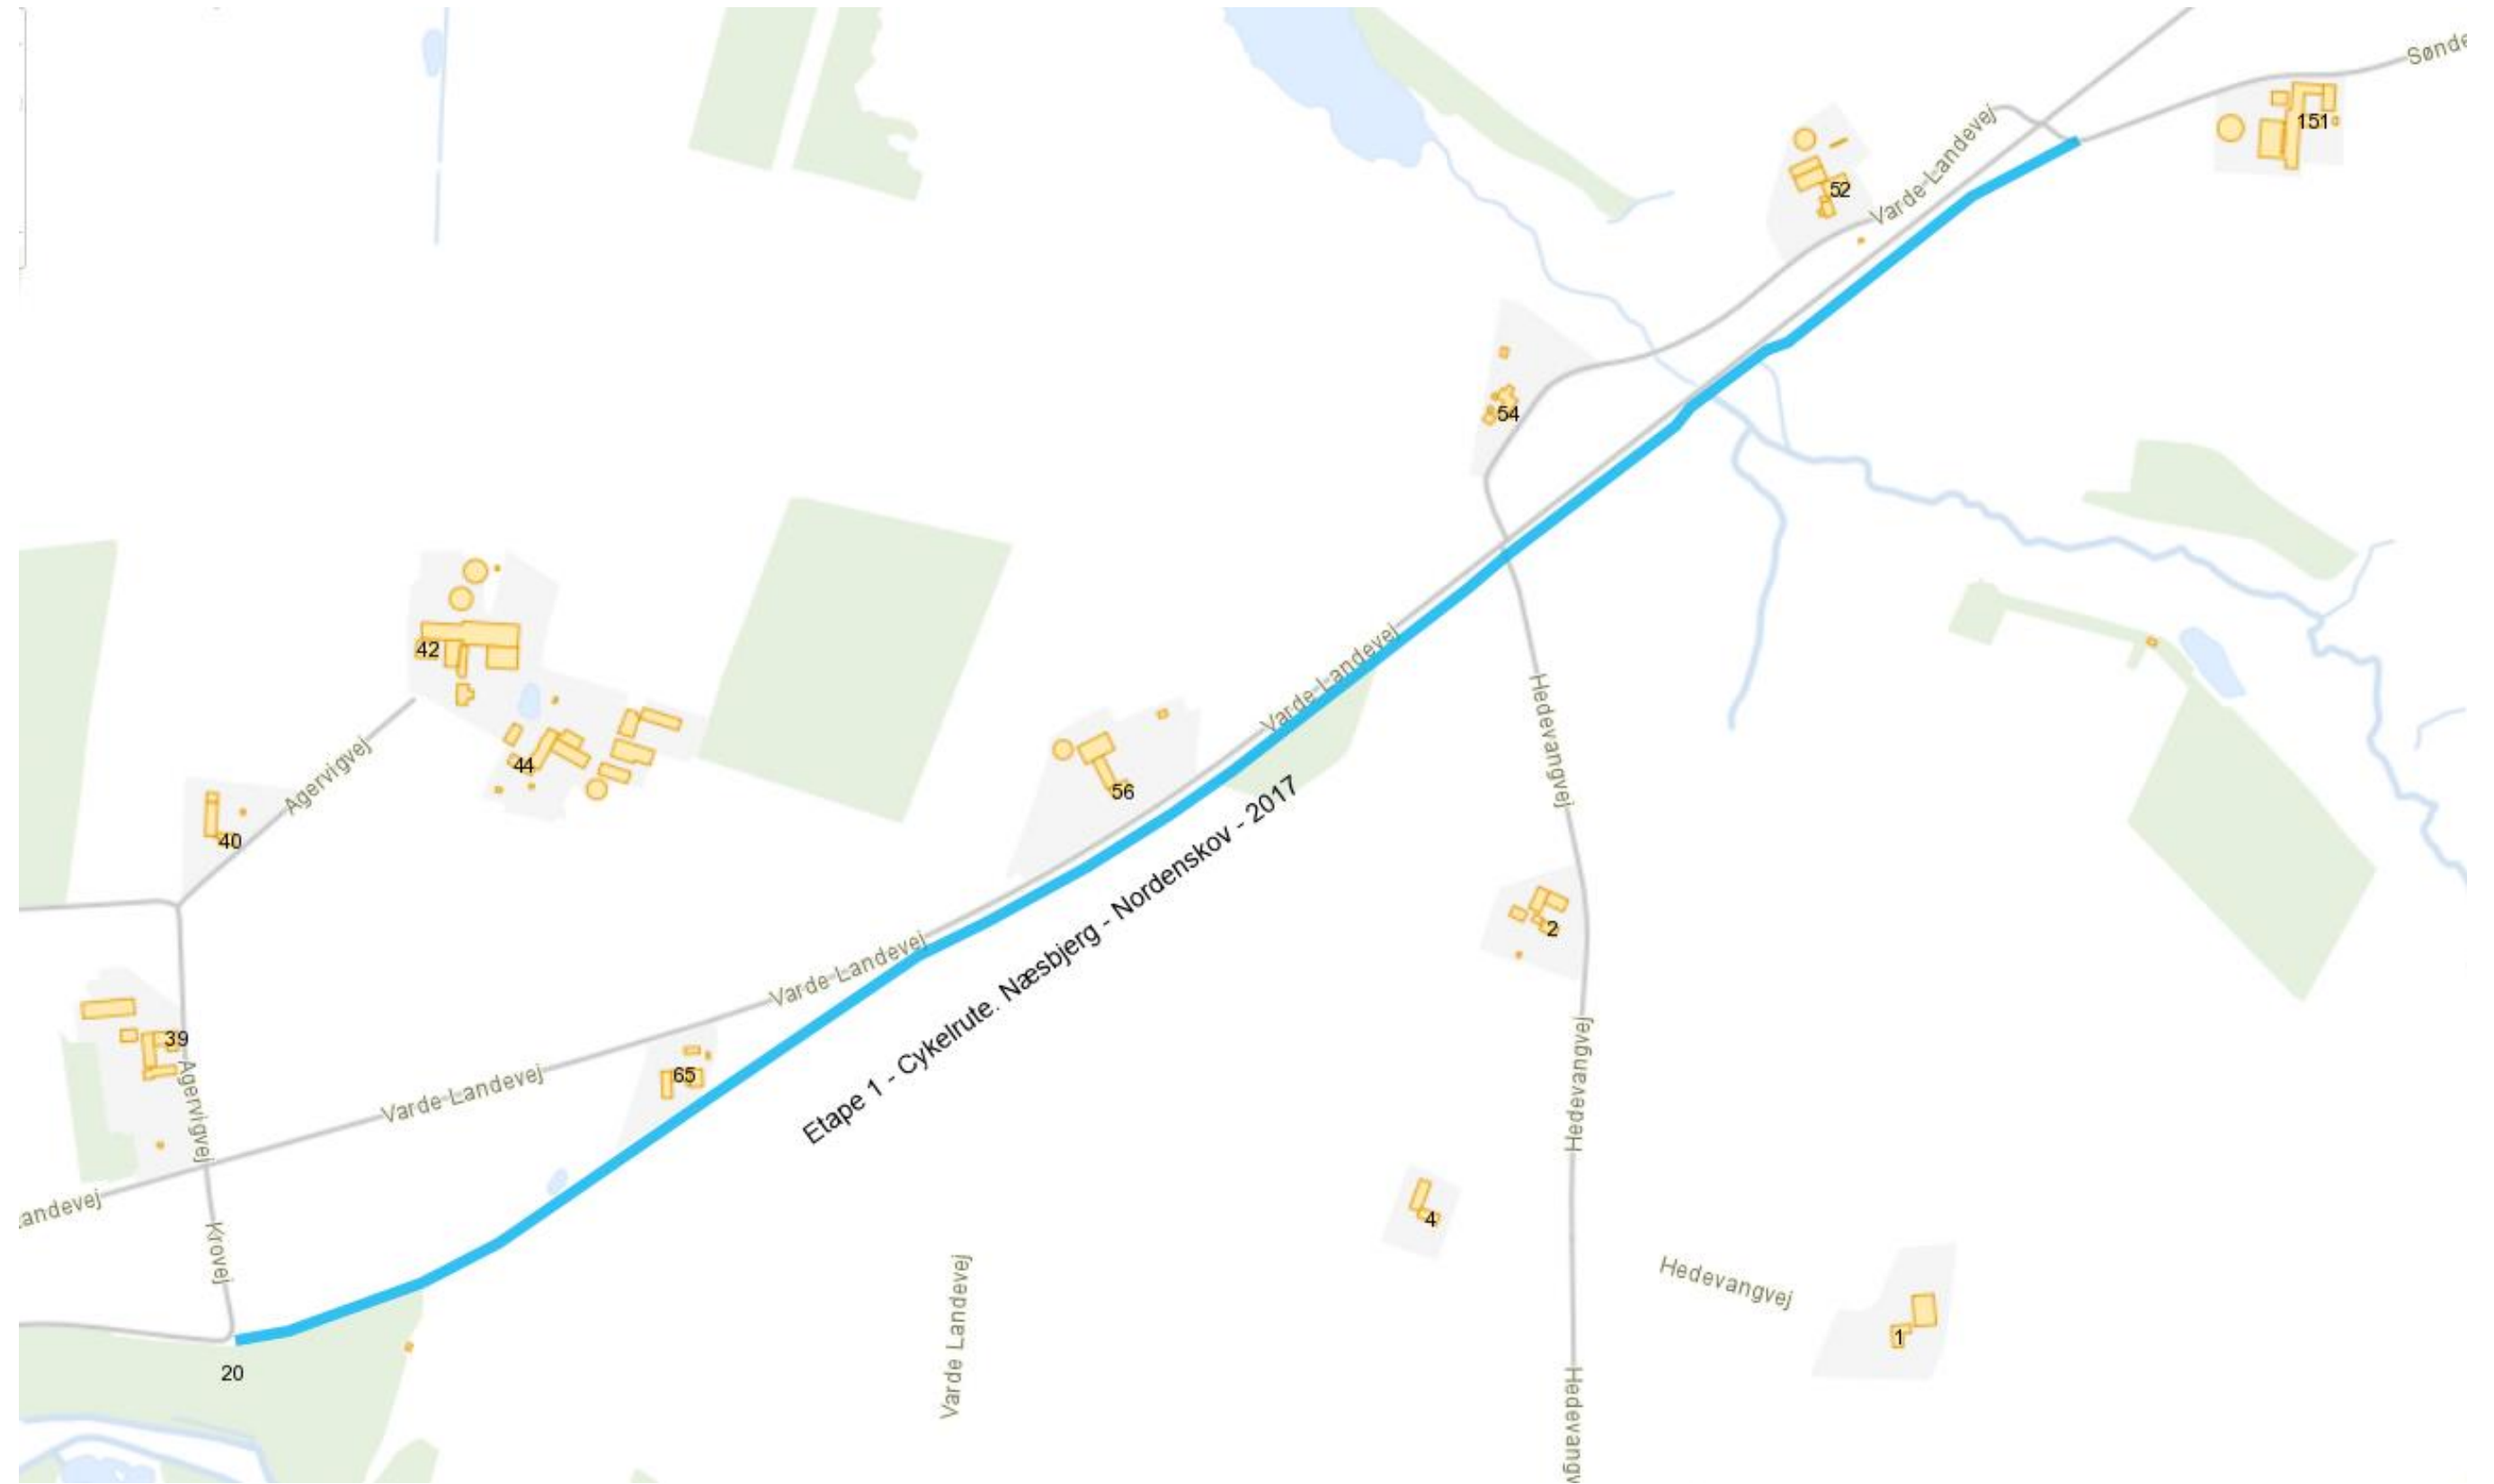 Sønde
151
Varde-Landevej
52
54
42
Varde-Landevej
Hedevangvej
Agervigvej
44
56
40
Etape 1 - Cykelrute. Næsbjerg - Nordenskov - 2017
2
Varde-Landevej
39
65
Varde-Landevej
Agervigvej
Hedevangvej
andevej
Krovej
4
Varde Landevej
Hedevangvej
1
20
Hedevangv